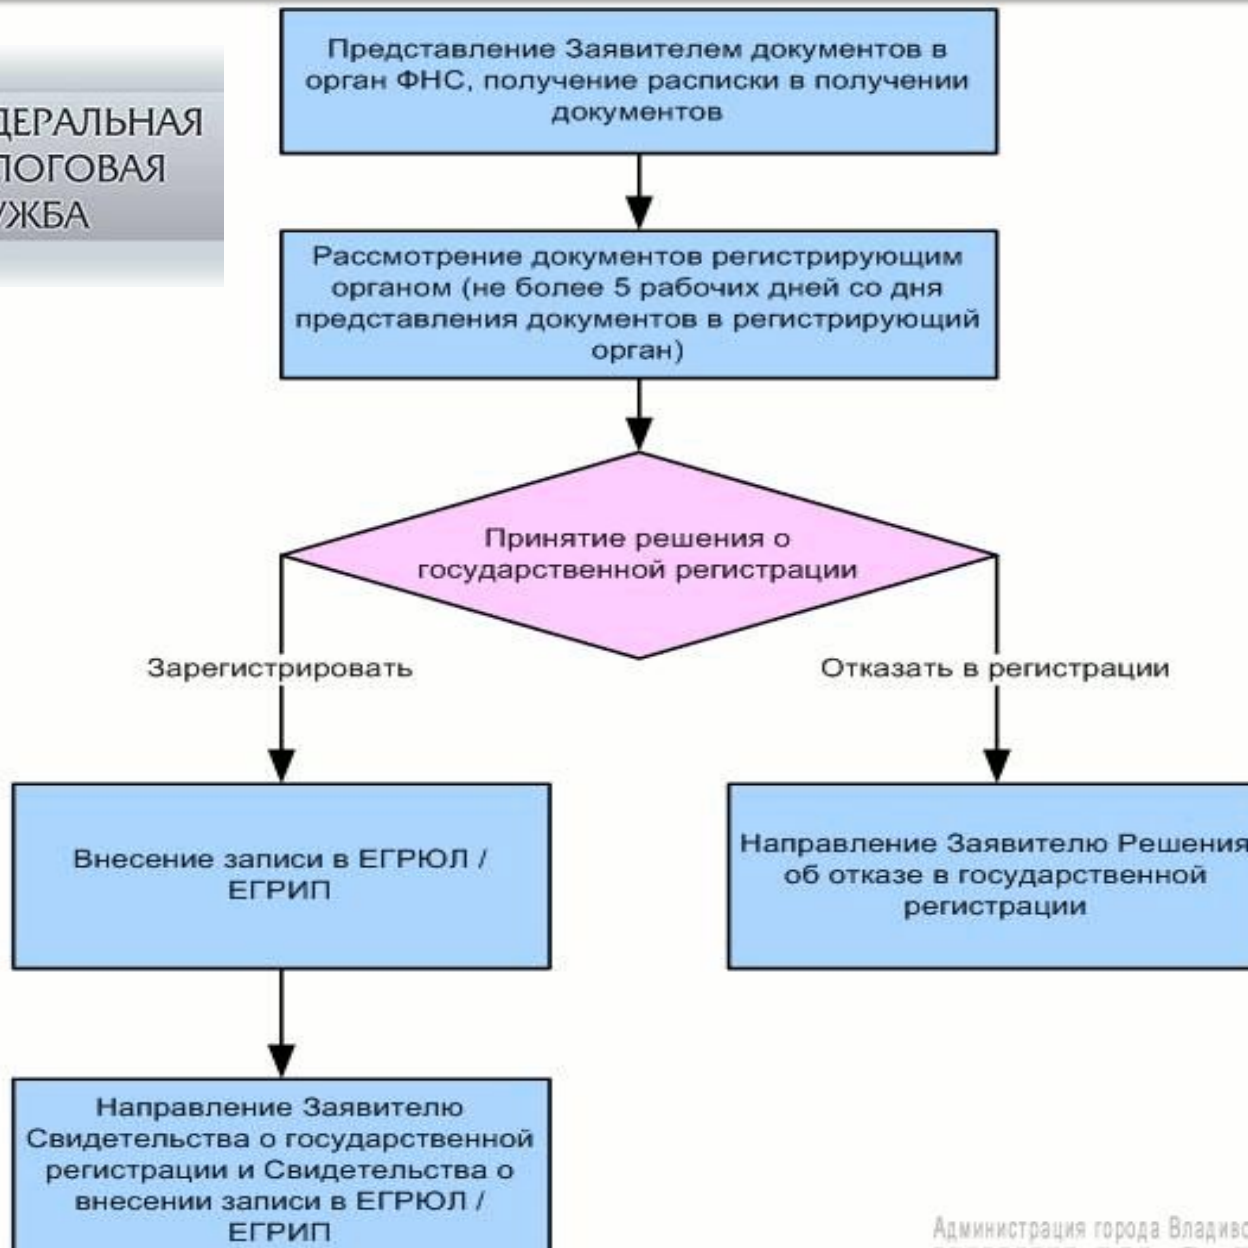 Представление Заявителем документов в
орган ФНС, получение расписки в получении
документов
ДЕРАЛЬНАЯ
ЛОГОВАЯ
УЖБА
Рассмотрение документов регистрирующим
органом (не более 5 рабочих дней со дня
представления документов в регистрирующий
орган)
Принятие решения о
государственной регистрации
Зарегистрировать
Отказать в регистрации
Внесение записи в ЕГРЮЛ /
ЕГРИП
Направление Заявителю Решения
об отказе в государственной
регистрации
Направление Заявителю
Свидетельства о государственной
регистрации и Свидетельства о
внесении записи в ЕГРЮЛ /
ЕГРИП
Администрация города Владиво